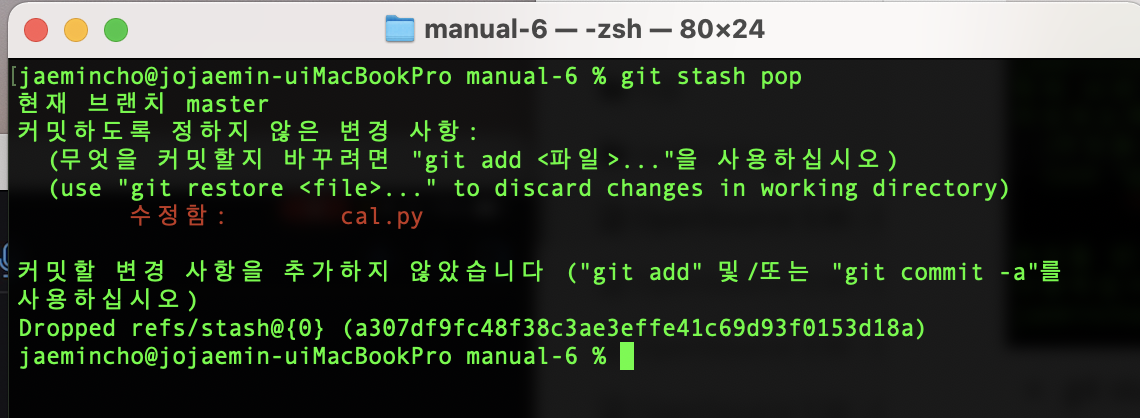 manual-6 — -zsh — 80×24
[jaemincho@jojaemin-uiMacBookPro manual-6 % git stash pop
현재 브랜치 master
커밋하도록 정하지 않은 변경 사항:
(무엇을 커밋할지 바꾸려면 "git add <파일>..."을 사용하십시오)
(use "git restore <file>..." to discard changes in working directory)
수정함: cal.py
커밋할 변경 사항을 추가하지 않았습니다 ("git add" 및/또는 "git commit -a"를
사용하십시오)
Dropped refs/stash@{0} (a307df9fc48f38c3ae3effe41c69d93f0153d18a)
jaemincho@jojaemin-uiMacBookPro manual-6 %